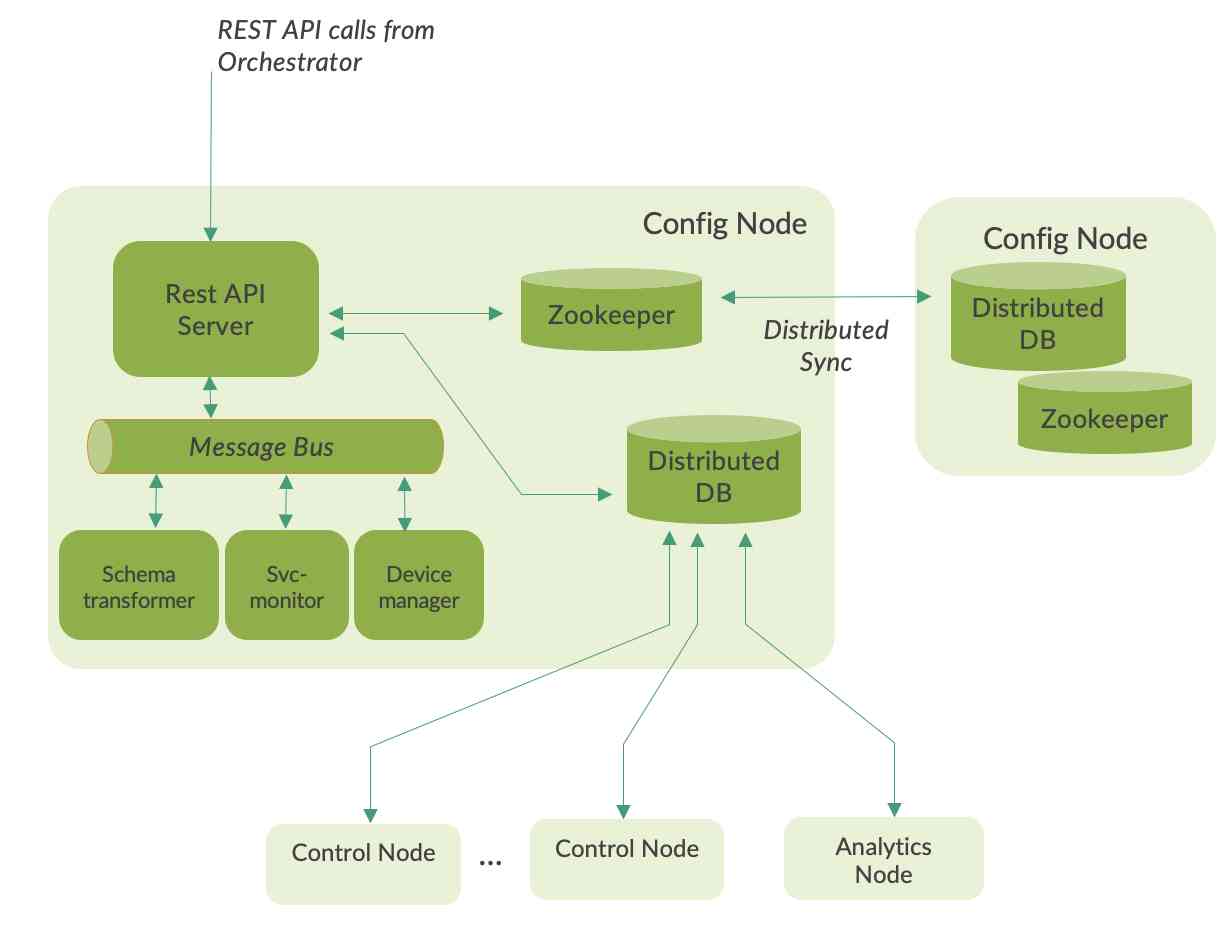 REST API calls from
Orchestrator
Config Node
Config Node
Rest API
Server
Zookeeper
Distributed
DB
Distributed
Sync
Zookeeper
Message Bus
Distributed
DB
Schema
transformer
Svc-
monitor
Device
manager
Control Node
...
Control Node
Analytics
Node